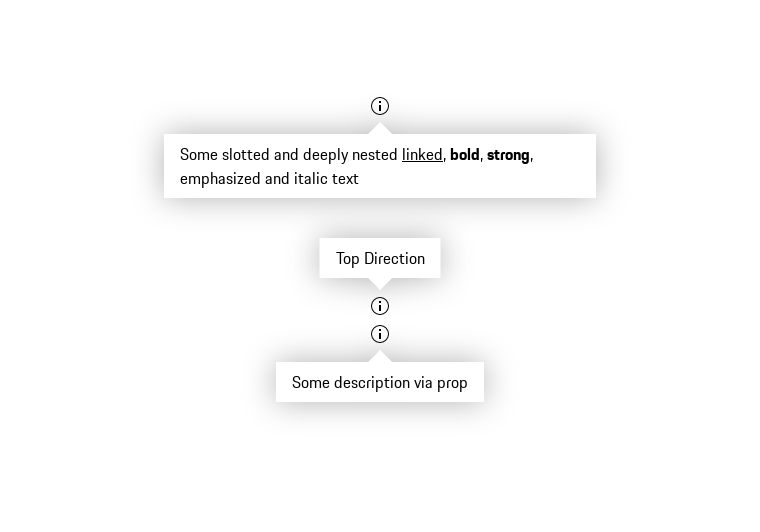 Some slotted and deeply nested linked, bold, strong,
emphasized and italic text
Top Direction
Some description via prop